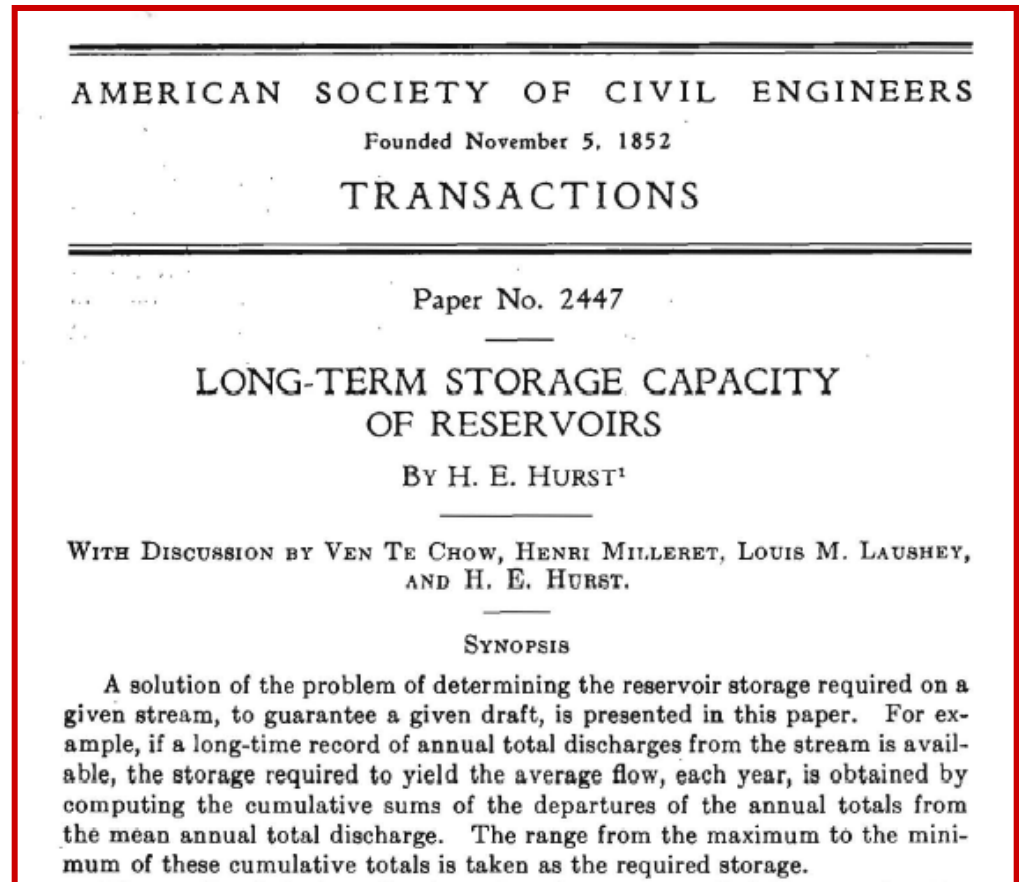 AMERICAN SOCIETY OF CIVIL ENGINEERS
Founded November 5, 1852
TRANSACTIONS
Paper No. 2447
LONG-TERM STORAGE CAPACITY
OF RESERVOIRS
BY H. E. HURST¹
WITH DISCUSSION BY VEN TE CHOW, HENRI MILLERET, LOUIS M. LAUSHEY,
AND H. E. HURST.
SYNOPSIS
A solution of the problem of determining the reservoir storage required on a
given stream, to guarantee a given draft, is presented in this paper. For ex-
ample, if a long-time record of annual total discharges from the stream is avail-
able, the storage required to yield the average flow, each year, is obtained by
computing the cumulative sums of the departures of the annual totals from
the mean annual total discharge. The range from the maximum to the mini-
mum of these cumulative totals is taken as the required storage.